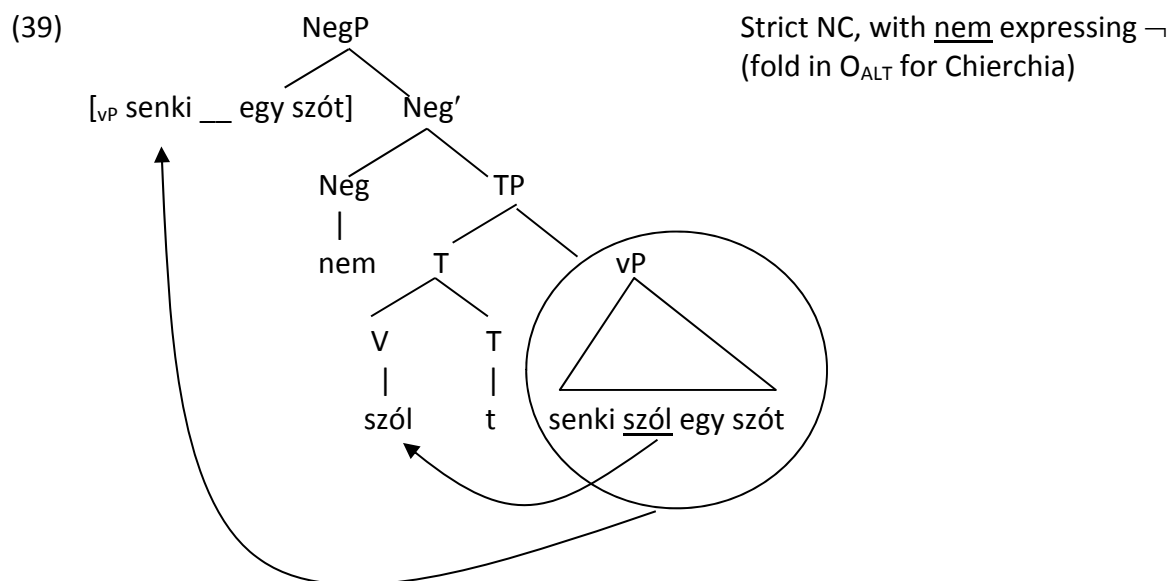 (39) NegP Strict NC, with nem expressing ¬
(fold in O_ALT for Chierchia)
[vP senki __ egy szót] Neg′
Neg TP
nem T vP
V T
szól t senki szól egy szót